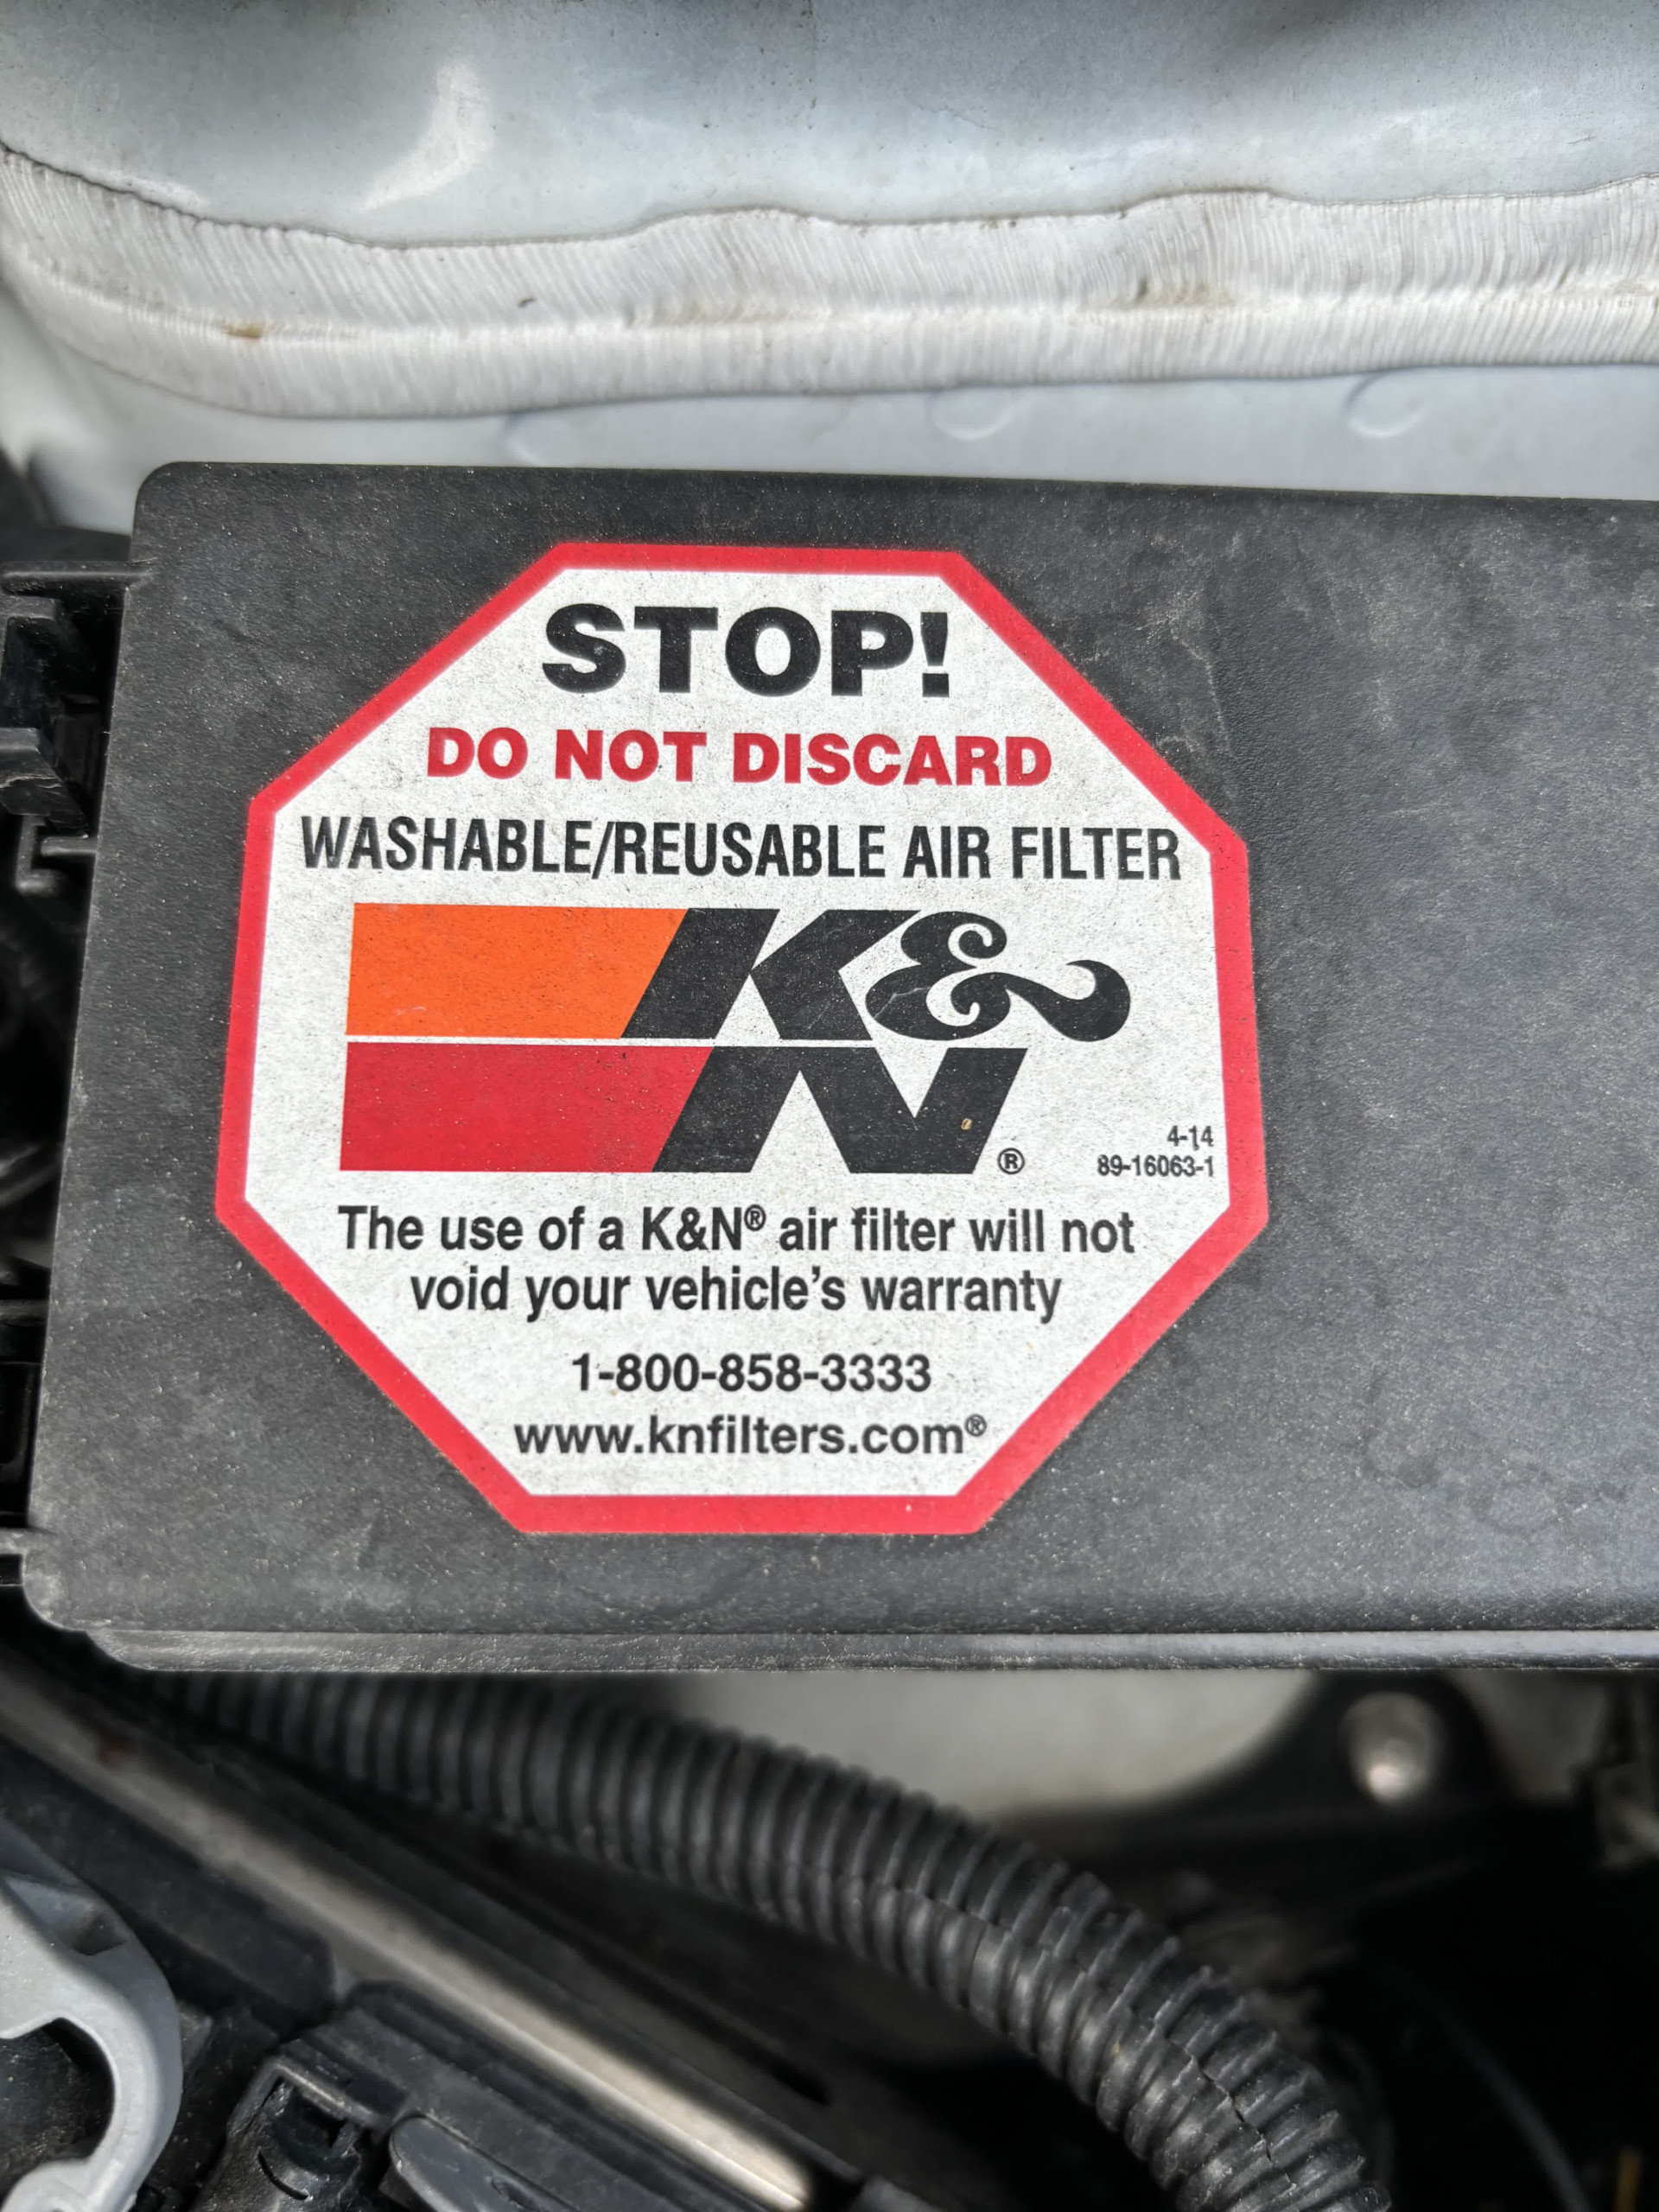 STOP!
DO NOT DISCARD
WASHABLE/REUSABLE AIR FILTER
K&
N®
4-14
89-16063-1
The use of a K&N® air filter will not
void your vehicle's warranty
1-800-858-3333
www.knfilters.com®